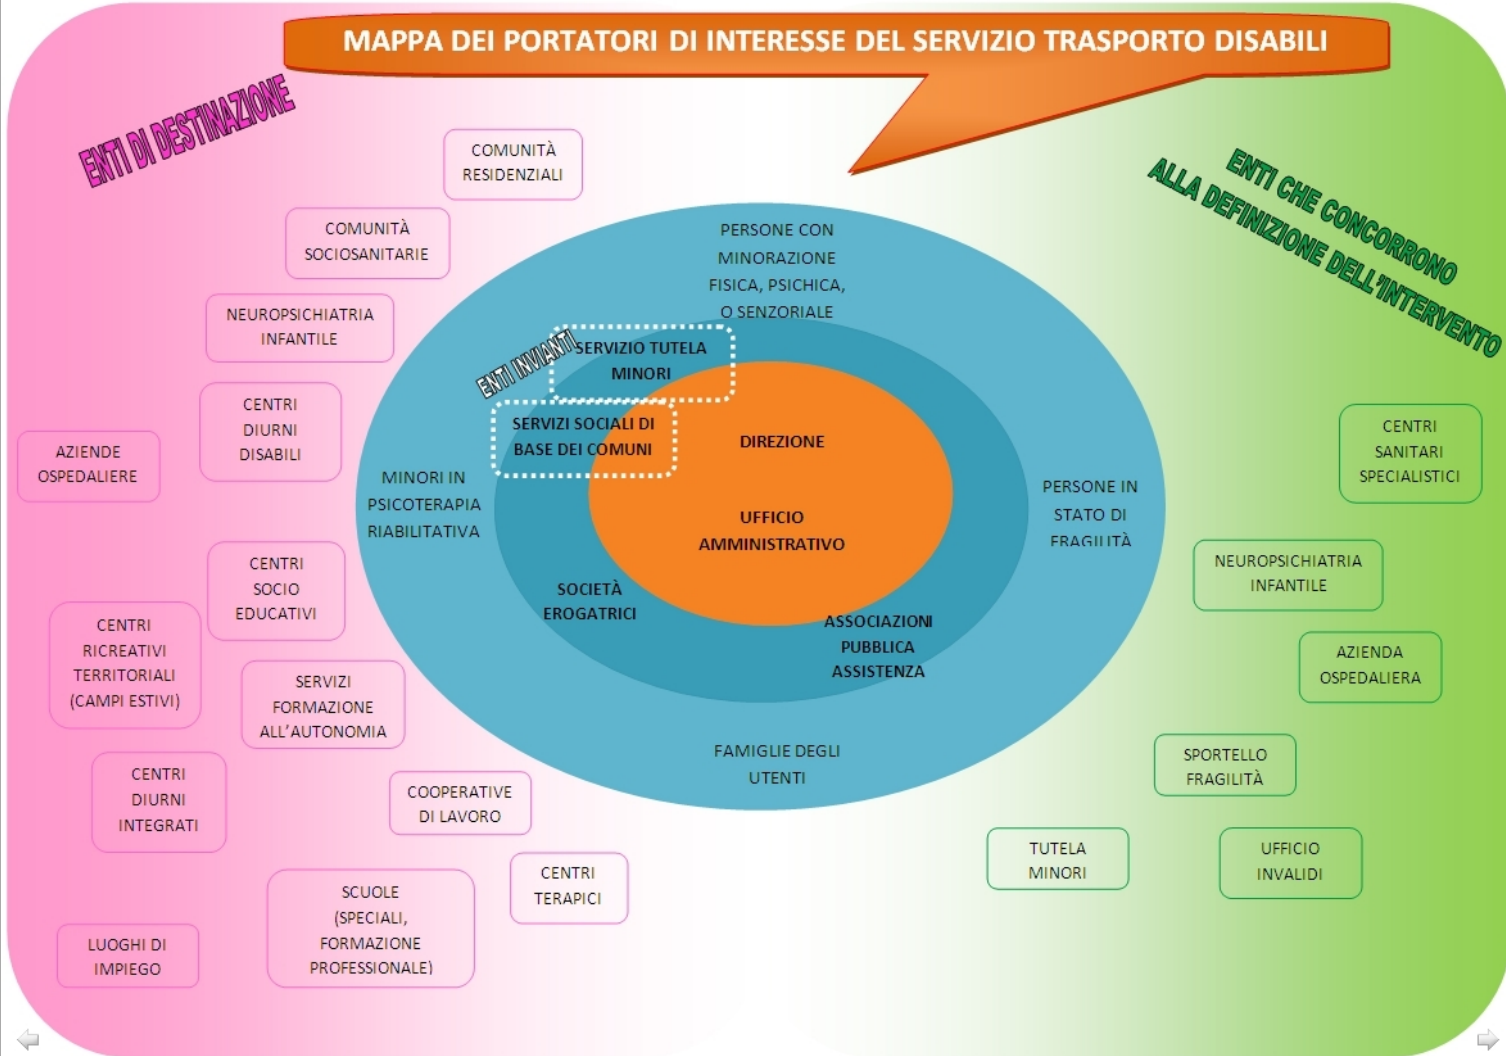 MAPPA DEI PORTATORI DI INTERESSE DEL SERVIZIO TRASPORTO DISABILI
ENTI DI DESTINAZIONE
COMUNITÀ
RESIDENZIALI
COMUNITÀ
SOCIOSANITARIE
NEUROPSICHIATRIA
INFANTILE
CENTRI
DIURNI
DISABILI
AZIENDE
OSPEDALIERE
CENTRI
SOCIO
EDUCATIVI
CENTRI
RICREATIVI
TERRITORIALI
(CAMPI ESTIVI)
SERVIZI
FORMAZIONE
ALL'AUTONOMIA
CENTRI
DIURNI
INTEGRATI
COOPERATIVE
DI LAVORO
CENTRI
TERAPICI
SCUOLE
(SPECIALI,
FORMAZIONE
PROFESSIONALE)
LUOGHI DI
IMPIEGO
PERSONE CON
MINORAZIONE
FISICA, PSICHICA,
O SENZORIALE
ENTI INVIANTI
SERVIZIO TUTELA
MINORI
SERVIZI SOCIALI DI
BASE DEI COMUNI
DIREZIONE
UFFICIO
AMMINISTRATIVO
MINORI IN
PSICOTERAPIA
RIABILITATIVA
PERSONE IN
STATO DI
FRAGILITÀ
SOCIETÀ
EROGATRICI
ASSOCIAZIONI
PUBBLICA
ASSISTENZA
FAMIGLIE DEGLI
UTENTI
ENTI CHE CONCORRONO
ALLA DEFINIZIONE DELL'INTERVENTO
CENTRI
SANITARI
SPECIALISTICI
NEUROPSICHIATRIA
INFANTILE
AZIENDA
OSPEDALIERA
SPORTELLO
FRAGILITÀ
TUTELA
MINORI
UFFICIO
INVALIDI